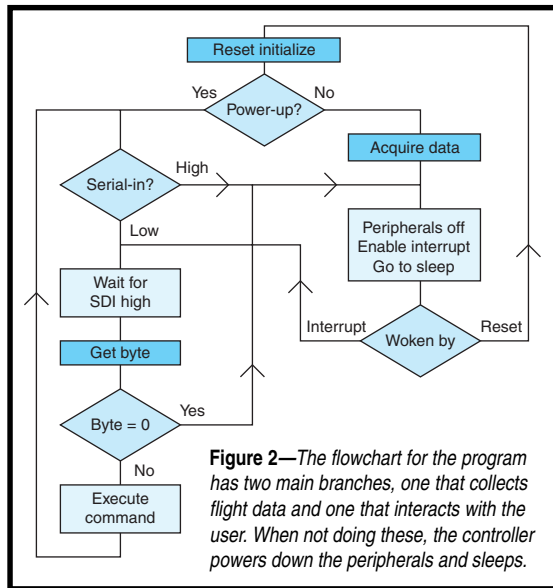 Reset initialize
Yes
Power-up?
No
Acquire data
Serial-in?
High
Low
Peripherals off
Enable interrupt
Go to sleep
Wait for
SDI high
Interrupt
Woken by
Reset
Get byte
Byte = 0
Yes
No
Execute
command
Figure 2—The flowchart for the program
has two main branches, one that collects
flight data and one that interacts with the
user. When not doing these, the controller
powers down the peripherals and sleeps.